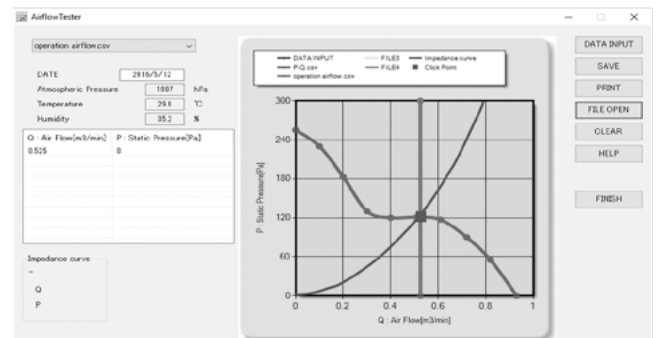 AirflowTester
operation airflow.csv
DATE 2016/5/12
Atmospheric Pressure 1007 hPa
Temperature 29.6 ℃
Humidity 35.2 %
Q : Air Flow[m3/min] P : Static Pressure[Pa]
0.525 0
Impedance curve
-
Q
P
DATA INPUT FILE3 Impedance curve
P-Q.csv FILE4 Click Point
operation airflow.csv
300
240
180
120
60
0
P : Static Pressure[Pa]
0 0.2 0.4 0.6 0.8 1
Q : Air Flow[m3/min]
DATA INPUT
SAVE
PRINT
FILE OPEN
CLEAR
HELP
FINISH